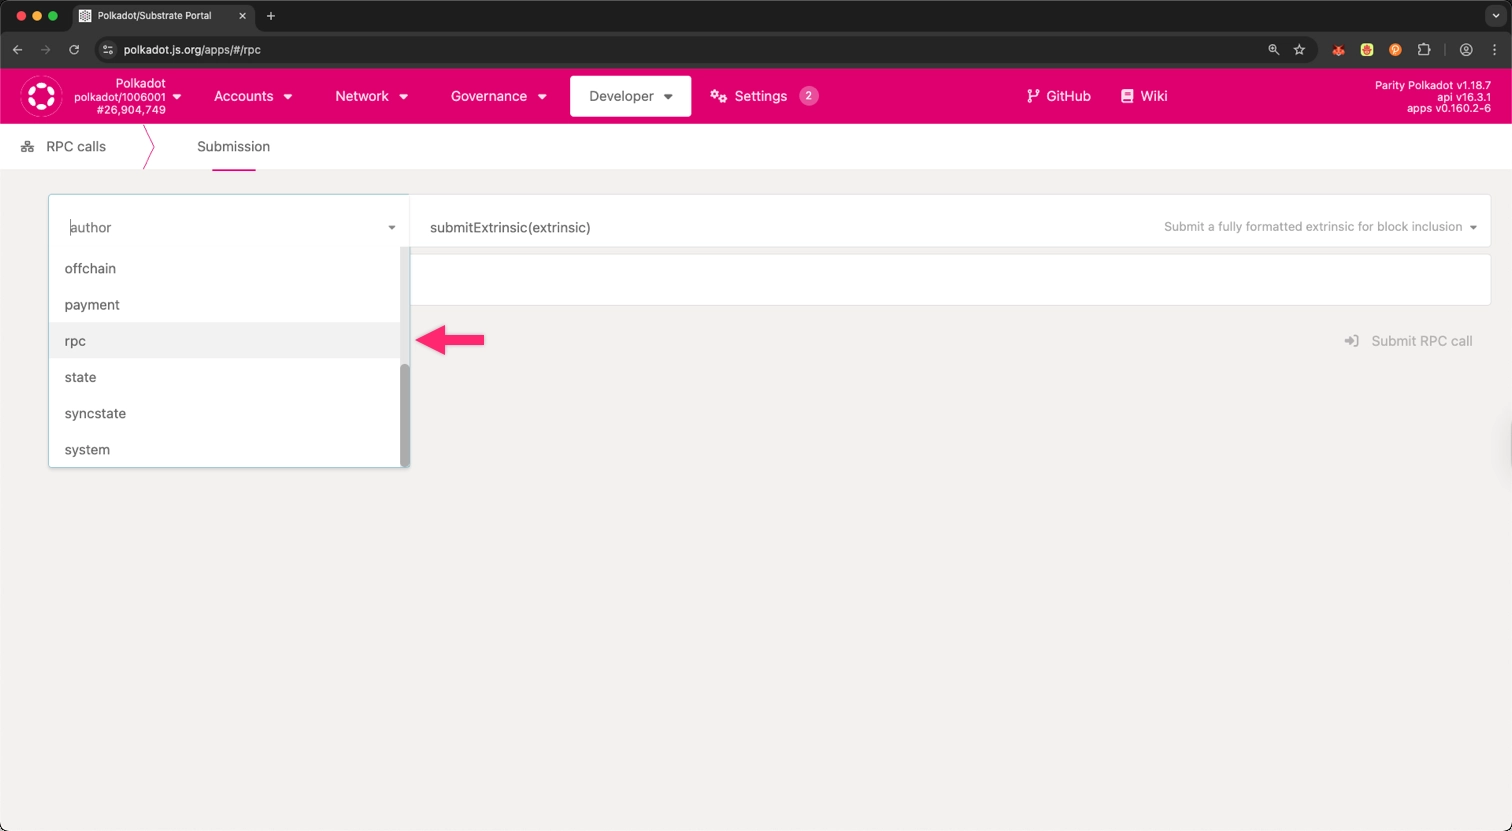 Polkadot/Substrate Portal
polkadot.js.org/apps/#/rpc
Polkadot
polkadot/1006001
#26,904,749
Accounts
Network
Governance
Developer
Settings
2
GitHub
Wiki
Parity Polkadot v1.18.7
api v16.3.1
apps v0.160.2-6
RPC calls
Submission
author
submitExtrinsic(extrinsic)
Submit a fully formatted extrinsic for block inclusion
offchain
payment
rpc
Submit RPC call
state
syncstate
system